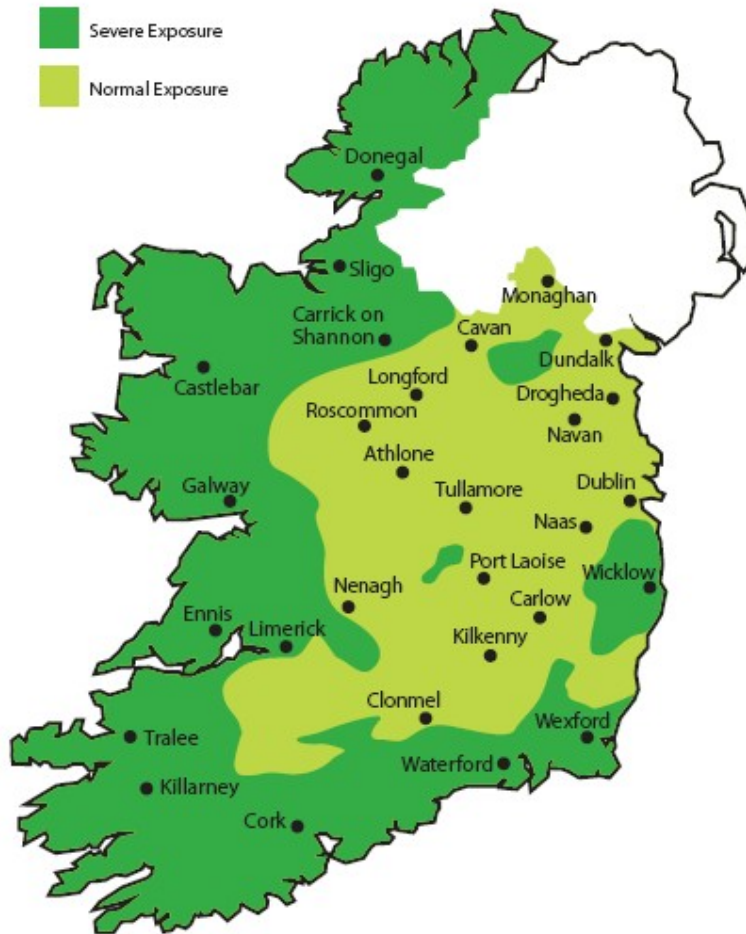 Severe Exposure
Normal Exposure
Donegal
Sligo
Monaghan
Carrick on
Shannon
Cavan
Dundalk
Castlebar
Longford
Drogheda
Roscommon
Navan
Athlone
Galway
Tullamore
Dublin
Naas
Port Laoise
Wicklow
Nenagh
Carlow
Ennis
Limerick
Kilkenny
Clonmel
Wexford
Tralee
Waterford
Killarney
Cork